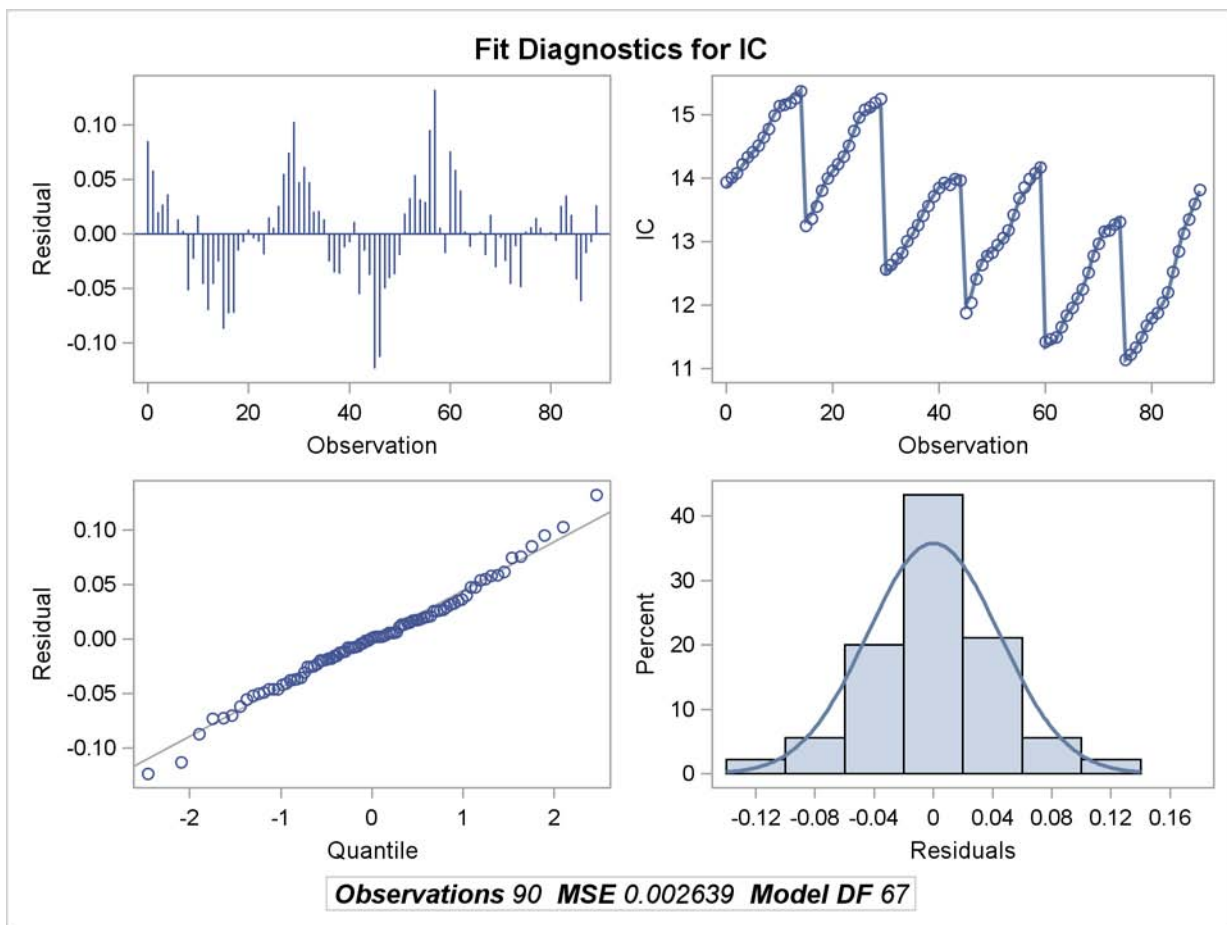 Fit Diagnostics for IC
0.10
0.05
0.00
-0.05
-0.10
Residual
0 20 40 60 80
Observation
15
14
13
12
11
IC
0 20 40 60 80
Observation
0.10
0.05
0.00
-0.05
-0.10
Residual
-2 -1 0 1 2
Quantile
40
30
20
10
0
Percent
-0.12 -0.08 -0.04 0 0.04 0.08 0.12 0.16
Residuals
Observations 90 MSE 0.002639 Model DF 67